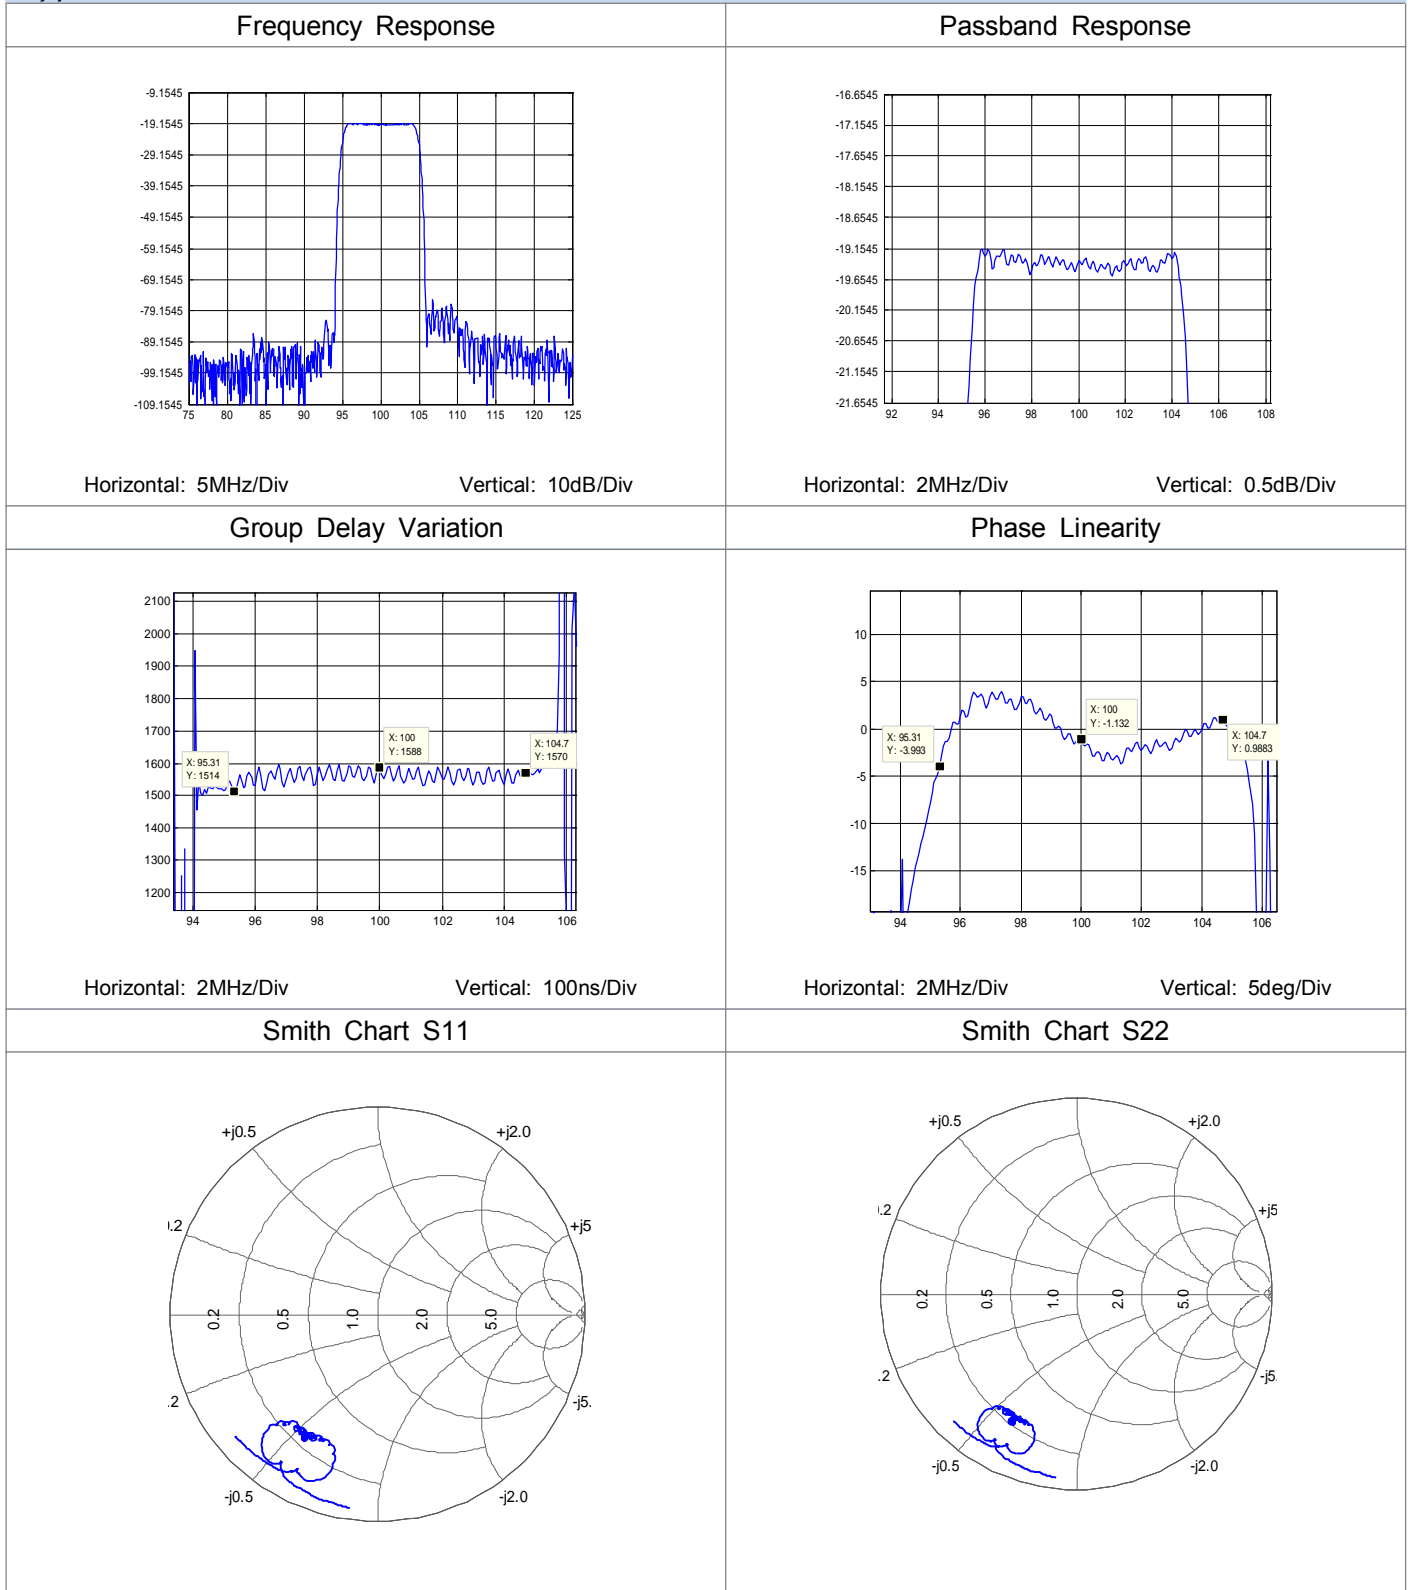 Frequency Response
Passband Response
-9.1545
-19.1545
-29.1545
-39.1545
-49.1545
-59.1545
-69.1545
-79.1545
-89.1545
-99.1545
-109.1545
75 80 85 90 95 100 105 110 115 120 125
Horizontal: 5MHz/Div Vertical: 10dB/Div
-16.6545
-17.1545
-17.6545
-18.1545
-18.6545
-19.1545
-19.6545
-20.1545
-20.6545
-21.1545
-21.6545
92 94 96 98 100 102 104 106 108
Horizontal: 2MHz/Div Vertical: 0.5dB/Div
Group Delay Variation
Phase Linearity
2100
2000
1900
1800
1700
1600
1500
1400
1300
1200
X: 95.31
Y: 1514
X: 100
Y: 1588
X: 104.7
Y: 1570
94 96 98 100 102 104 106
Horizontal: 2MHz/Div Vertical: 100ns/Div
10
5
0
-5
-10
-15
X: 95.31
Y: -3.993
X: 100
Y: -1.132
X: 104.7
Y: 0.9883
94 96 98 100 102 104 106
Horizontal: 2MHz/Div Vertical: 5deg/Div
Smith Chart S11
Smith Chart S22
+j0.5 +j2.0
.2 +j5
0.2 0.5 1.0 2.0 5.0
.2 -j5.
-j0.5 -j2.0
+j0.5 +j2.0
.2 +j5
0.2 0.5 1.0 2.0 5.0
.2 -j5.
-j0.5 -j2.0